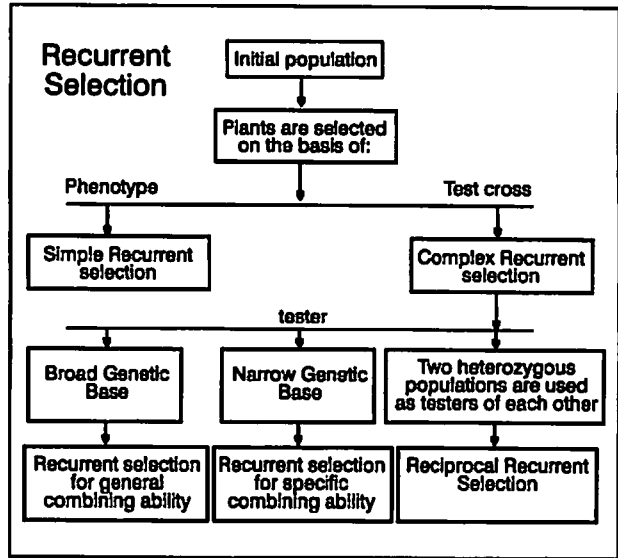 Recurrent
Selection
Initial population
Plants are selected
on the basis of:
Phenotype
Test cross
Simple Recurrent
selection
Complex Recurrent
selection
tester
Broad Genetic
Base
Narrow Genetic
Base
Two heterozygous
populations are used
as testers of each other
Recurrent selection
for general
combining ability
Recurrent selection
for specific
combining ability
Reciprocal Recurrent
Selection